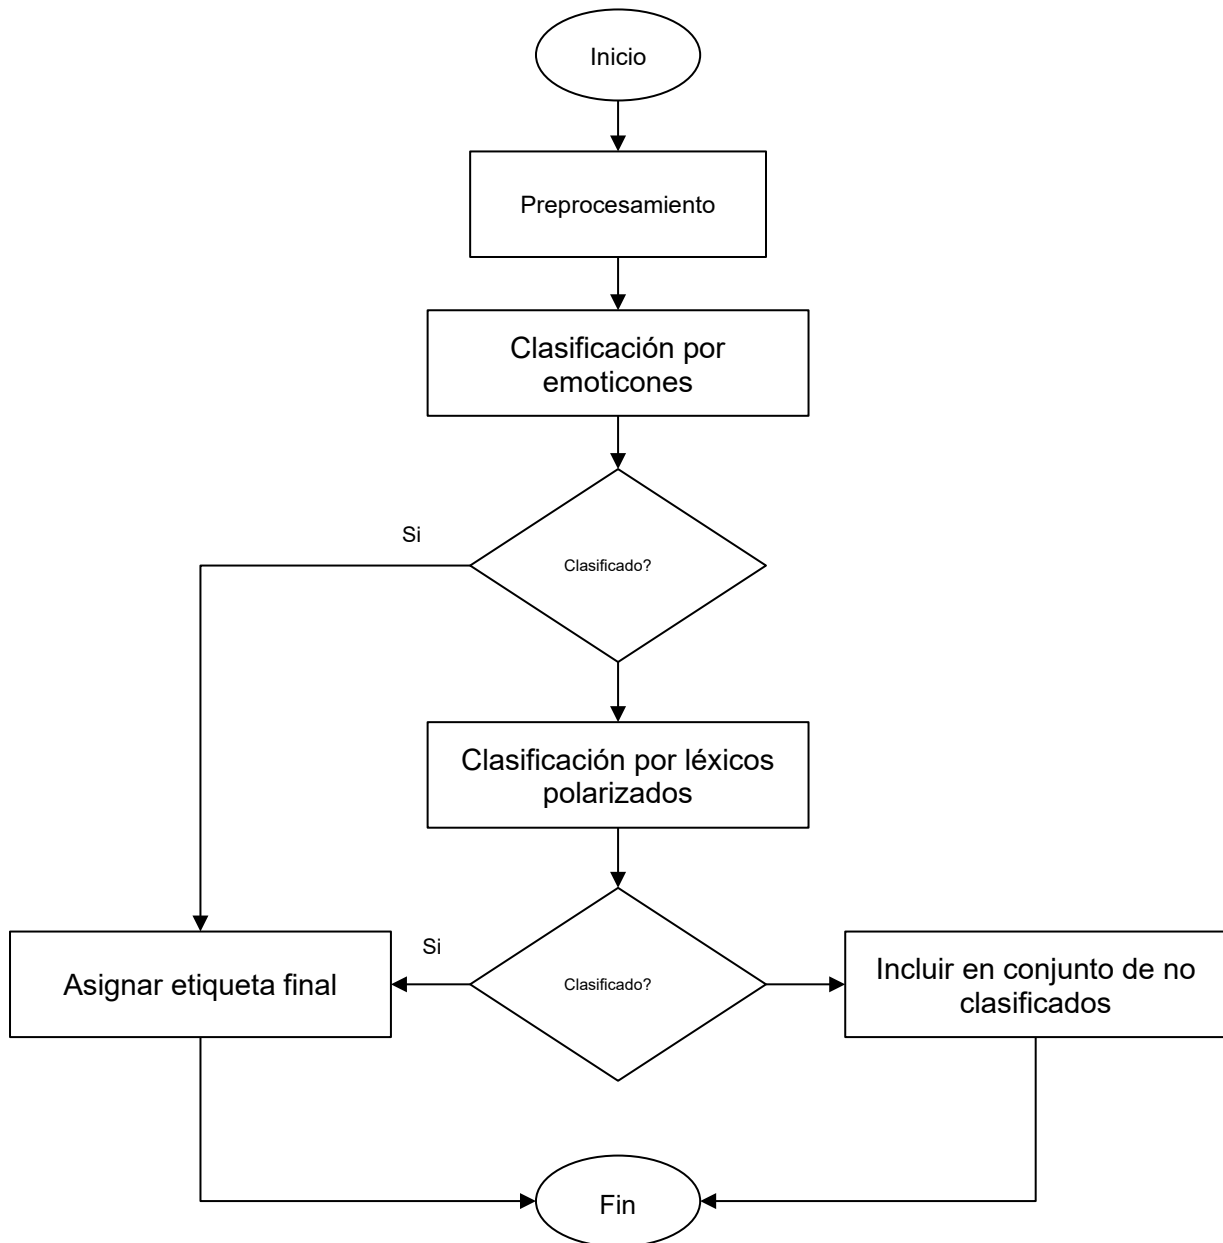 Inicio
Preprocesamiento
Clasificación por
emoticones
Si
Clasificado?
Clasificación por léxicos
polarizados
Asignar etiqueta final
Si
Clasificado?
Incluir en conjunto de no
clasificados
Fin